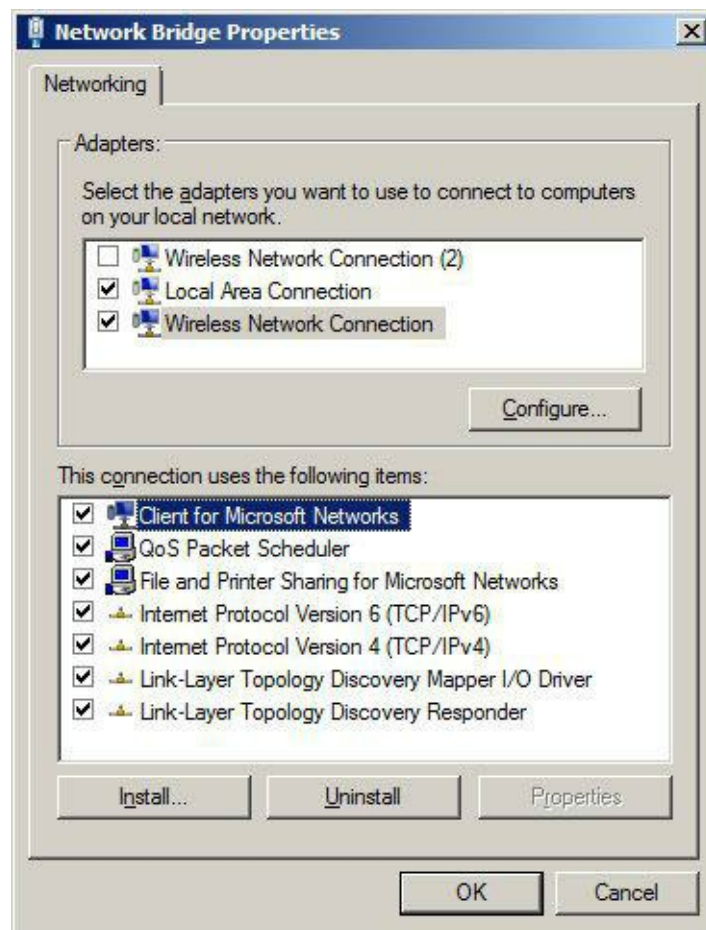 Network Bridge Properties
Networking
Adapters:
Select the adapters you want to use to connect to computers
on your local network.
Wireless Network Connection (2)
Local Area Connection
Wireless Network Connection
Configure...
This connection uses the following items:
Client for Microsoft Networks
QoS Packet Scheduler
File and Printer Sharing for Microsoft Networks
Internet Protocol Version 6 (TCP/IPv6)
Internet Protocol Version 4 (TCP/IPv4)
Link-Layer Topology Discovery Mapper I/O Driver
Link-Layer Topology Discovery Responder
Install... Uninstall Properties
OK Cancel